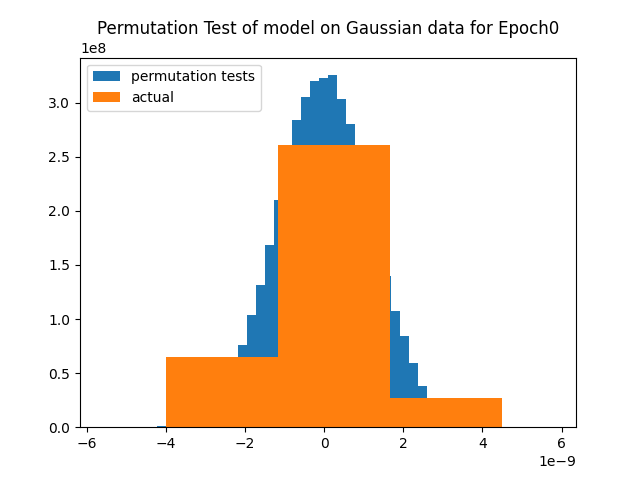 Permutation Test of model on Gaussian data for Epoch0
1e8
permutation tests
actual
3.0
2.5
2.0
1.5
1.0
0.5
0.0
−6 −4 −2 0 2 4 6
1e−9